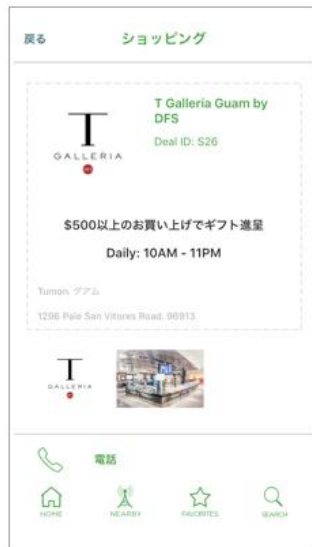 戻る
ショッピング
T
GALLERIA
T Galleria Guam by
DFS
Deal ID: S26
$500以上のお買い上げでギフト進呈
Daily: 10AM - 11PM
Tumon, グアム
1296 Pale San Vitores Road, 96913
T
GALLERIA
電話
HOME
NEARBY
FAVORITES
SEARCH